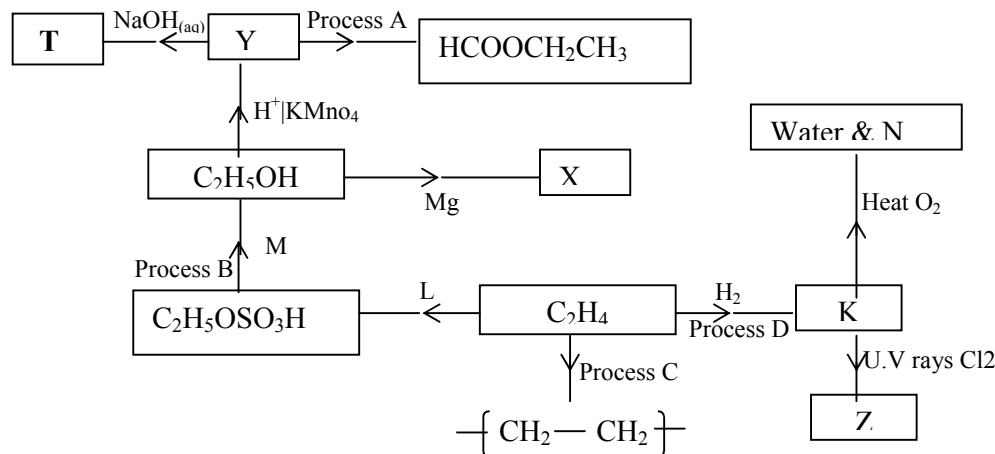 NaOH(aq) Process A
T Y HCOOCH₂CH₃
H⁺|KMno₄
Water & N
C₂H₅OH X
Mg
Heat O₂
M
Process B
C₂H₅OSO₃H L C₂H₄ H₂ K
Process D
U.V rays Cl2
Process C
CH₂ — CH₂
Z